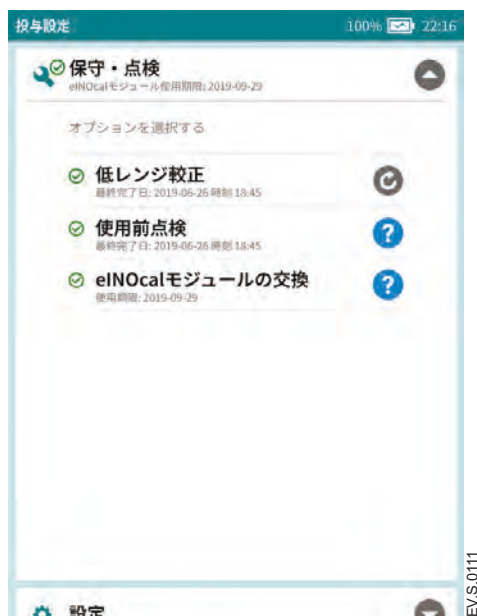 投与設定
100% 22:16
保守・点検
eINOcalモジュール使用期限: 2019-09-29
オプションを選択する
低レンジ較正
最終完了日: 2019-06-26 時刻 18:45
使用前点検
最終完了日: 2019-06-26 時刻 18:45
eINOcalモジュールの交換
使用期限: 2019-09-29
設定
EV.S.0111